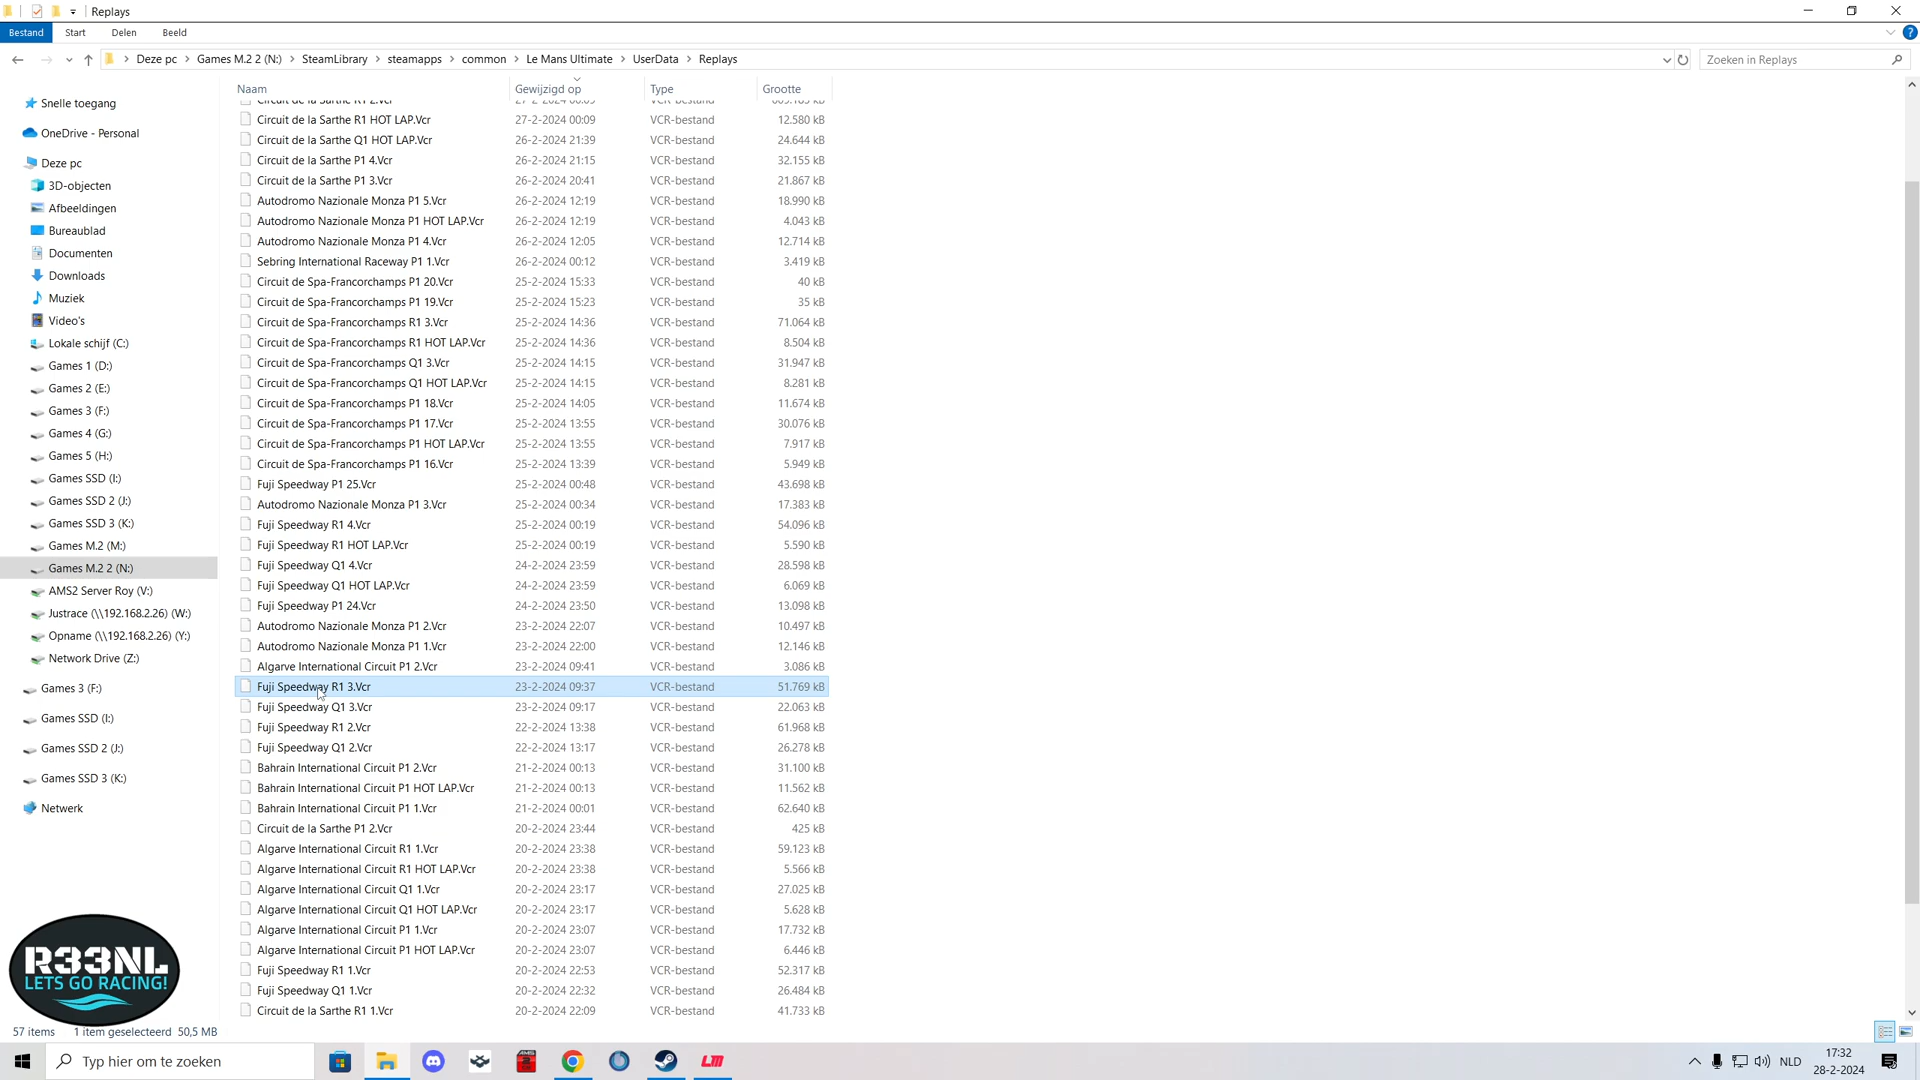 Replays
Bestand Start Delen Beeld
Deze pc Games M.2 2 (N:) SteamLibrary steamapps common Le Mans Ultimate UserData Replays
Zoeken in Replays
Naam Gewijzigd op Type Grootte
Circuit de la Sarthe R1 2.Vcr 27-2-2024 00:09 VCR-bestand
Circuit de la Sarthe R1 HOT LAP.Vcr 27-2-2024 00:09 VCR-bestand 12.580 kB
Circuit de la Sarthe Q1 HOT LAP.Vcr 26-2-2024 21:39 VCR-bestand 24.644 kB
Circuit de la Sarthe P1 4.Vcr 26-2-2024 21:15 VCR-bestand 32.155 kB
Circuit de la Sarthe P1 3.Vcr 26-2-2024 20:41 VCR-bestand 21.867 kB
Autodromo Nazionale Monza P1 5.Vcr 26-2-2024 12:19 VCR-bestand 18.990 kB
Autodromo Nazionale Monza P1 HOT LAP.Vcr 26-2-2024 12:19 VCR-bestand 4.043 kB
Autodromo Nazionale Monza P1 4.Vcr 26-2-2024 12:05 VCR-bestand 12.714 kB
Sebring International Raceway P1 1.Vcr 26-2-2024 00:12 VCR-bestand 3.419 kB
Circuit de Spa-Francorchamps P1 20.Vcr 25-2-2024 15:33 VCR-bestand 40 kB
Circuit de Spa-Francorchamps P1 19.Vcr 25-2-2024 15:23 VCR-bestand 35 kB
Circuit de Spa-Francorchamps R1 3.Vcr 25-2-2024 14:36 VCR-bestand 71.064 kB
Circuit de Spa-Francorchamps R1 HOT LAP.Vcr 25-2-2024 14:36 VCR-bestand 8.504 kB
Circuit de Spa-Francorchamps Q1 3.Vcr 25-2-2024 14:15 VCR-bestand 31.947 kB
Circuit de Spa-Francorchamps Q1 HOT LAP.Vcr 25-2-2024 14:15 VCR-bestand 8.281 kB
Circuit de Spa-Francorchamps P1 18.Vcr 25-2-2024 14:05 VCR-bestand 11.674 kB
Circuit de Spa-Francorchamps P1 17.Vcr 25-2-2024 13:55 VCR-bestand 30.076 kB
Circuit de Spa-Francorchamps P1 HOT LAP.Vcr 25-2-2024 13:55 VCR-bestand 7.917 kB
Circuit de Spa-Francorchamps P1 16.Vcr 25-2-2024 13:39 VCR-bestand 5.949 kB
Fuji Speedway P1 25.Vcr 25-2-2024 00:48 VCR-bestand 43.698 kB
Autodromo Nazionale Monza P1 3.Vcr 25-2-2024 00:34 VCR-bestand 17.383 kB
Fuji Speedway R1 4.Vcr 25-2-2024 00:19 VCR-bestand 54.096 kB
Fuji Speedway R1 HOT LAP.Vcr 25-2-2024 00:19 VCR-bestand 5.590 kB
Fuji Speedway Q1 4.Vcr 24-2-2024 23:59 VCR-bestand 28.598 kB
Fuji Speedway Q1 HOT LAP.Vcr 24-2-2024 23:59 VCR-bestand 6.069 kB
Fuji Speedway P1 24.Vcr 24-2-2024 23:50 VCR-bestand 13.098 kB
Autodromo Nazionale Monza P1 2.Vcr 23-2-2024 22:07 VCR-bestand 10.497 kB
Autodromo Nazionale Monza P1 1.Vcr 23-2-2024 22:00 VCR-bestand 12.146 kB
Algarve International Circuit P1 2.Vcr 23-2-2024 09:41 VCR-bestand 3.086 kB
Fuji Speedway R1 3.Vcr 23-2-2024 09:37 VCR-bestand 51.769 kB
Fuji Speedway Q1 3.Vcr 23-2-2024 09:17 VCR-bestand 22.063 kB
Fuji Speedway R1 2.Vcr 22-2-2024 13:38 VCR-bestand 61.968 kB
Fuji Speedway Q1 2.Vcr 22-2-2024 13:17 VCR-bestand 26.278 kB
Bahrain International Circuit P1 2.Vcr 21-2-2024 00:13 VCR-bestand 31.100 kB
Bahrain International Circuit P1 HOT LAP.Vcr 21-2-2024 00:13 VCR-bestand 11.562 kB
Bahrain International Circuit P1 1.Vcr 21-2-2024 00:01 VCR-bestand 62.640 kB
Circuit de la Sarthe P1 2.Vcr 20-2-2024 23:44 VCR-bestand 425 kB
Algarve International Circuit R1 1.Vcr 20-2-2024 23:38 VCR-bestand 59.123 kB
Algarve International Circuit R1 HOT LAP.Vcr 20-2-2024 23:38 VCR-bestand 5.566 kB
Algarve International Circuit Q1 1.Vcr 20-2-2024 23:17 VCR-bestand 27.025 kB
Algarve International Circuit Q1 HOT LAP.Vcr 20-2-2024 23:17 VCR-bestand 5.628 kB
Algarve International Circuit P1 1.Vcr 20-2-2024 23:07 VCR-bestand 17.732 kB
Algarve International Circuit P1 HOT LAP.Vcr 20-2-2024 23:07 VCR-bestand 6.446 kB
Fuji Speedway R1 1.Vcr 20-2-2024 22:53 VCR-bestand 52.317 kB
Fuji Speedway Q1 1.Vcr 20-2-2024 22:32 VCR-bestand 26.484 kB
Circuit de la Sarthe R1 1.Vcr 20-2-2024 22:09 VCR-bestand 41.733 kB
Snelle toegang
OneDrive - Personal
Deze pc
3D-objecten
Afbeeldingen
Bureaublad
Documenten
Downloads
Muziek
Video's
Lokale schijf (C:)
Games 1 (D:)
Games 2 (E:)
Games 3 (F:)
Games 4 (G:)
Games 5 (H:)
Games SSD (I:)
Games SSD 2 (J:)
Games SSD 3 (K:)
Games M.2 (M:)
Games M.2 2 (N:)
AMS2 Server Roy (V:)
Justrace (\\192.168.2.26) (W:)
Opname (\\192.168.2.26) (Y:)
Network Drive (Z:)
Games 3 (F:)
Games SSD (I:)
Games SSD 2 (J:)
Games SSD 3 (K:)
Netwerk
R33NL
LETS GO RACING!
57 items 1 item geselecteerd 50,5 MB
Typ hier om te zoeken
LM
NLD
17:32
28-2-2024